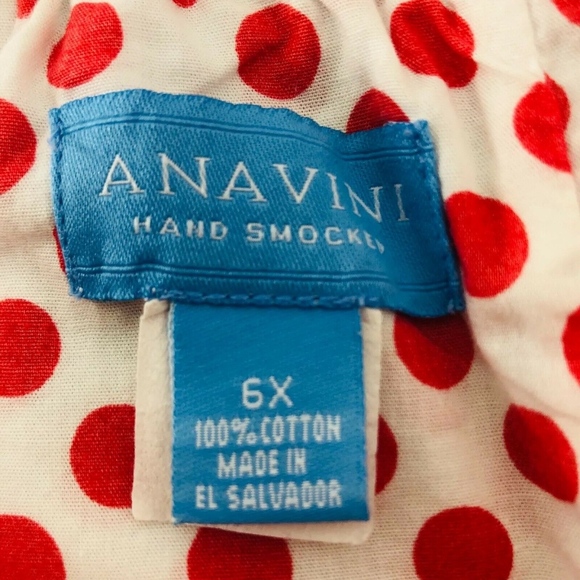 ANAVINI
HAND SMOCKED
6X
100% COTTON
MADE IN
EL SALVADOR